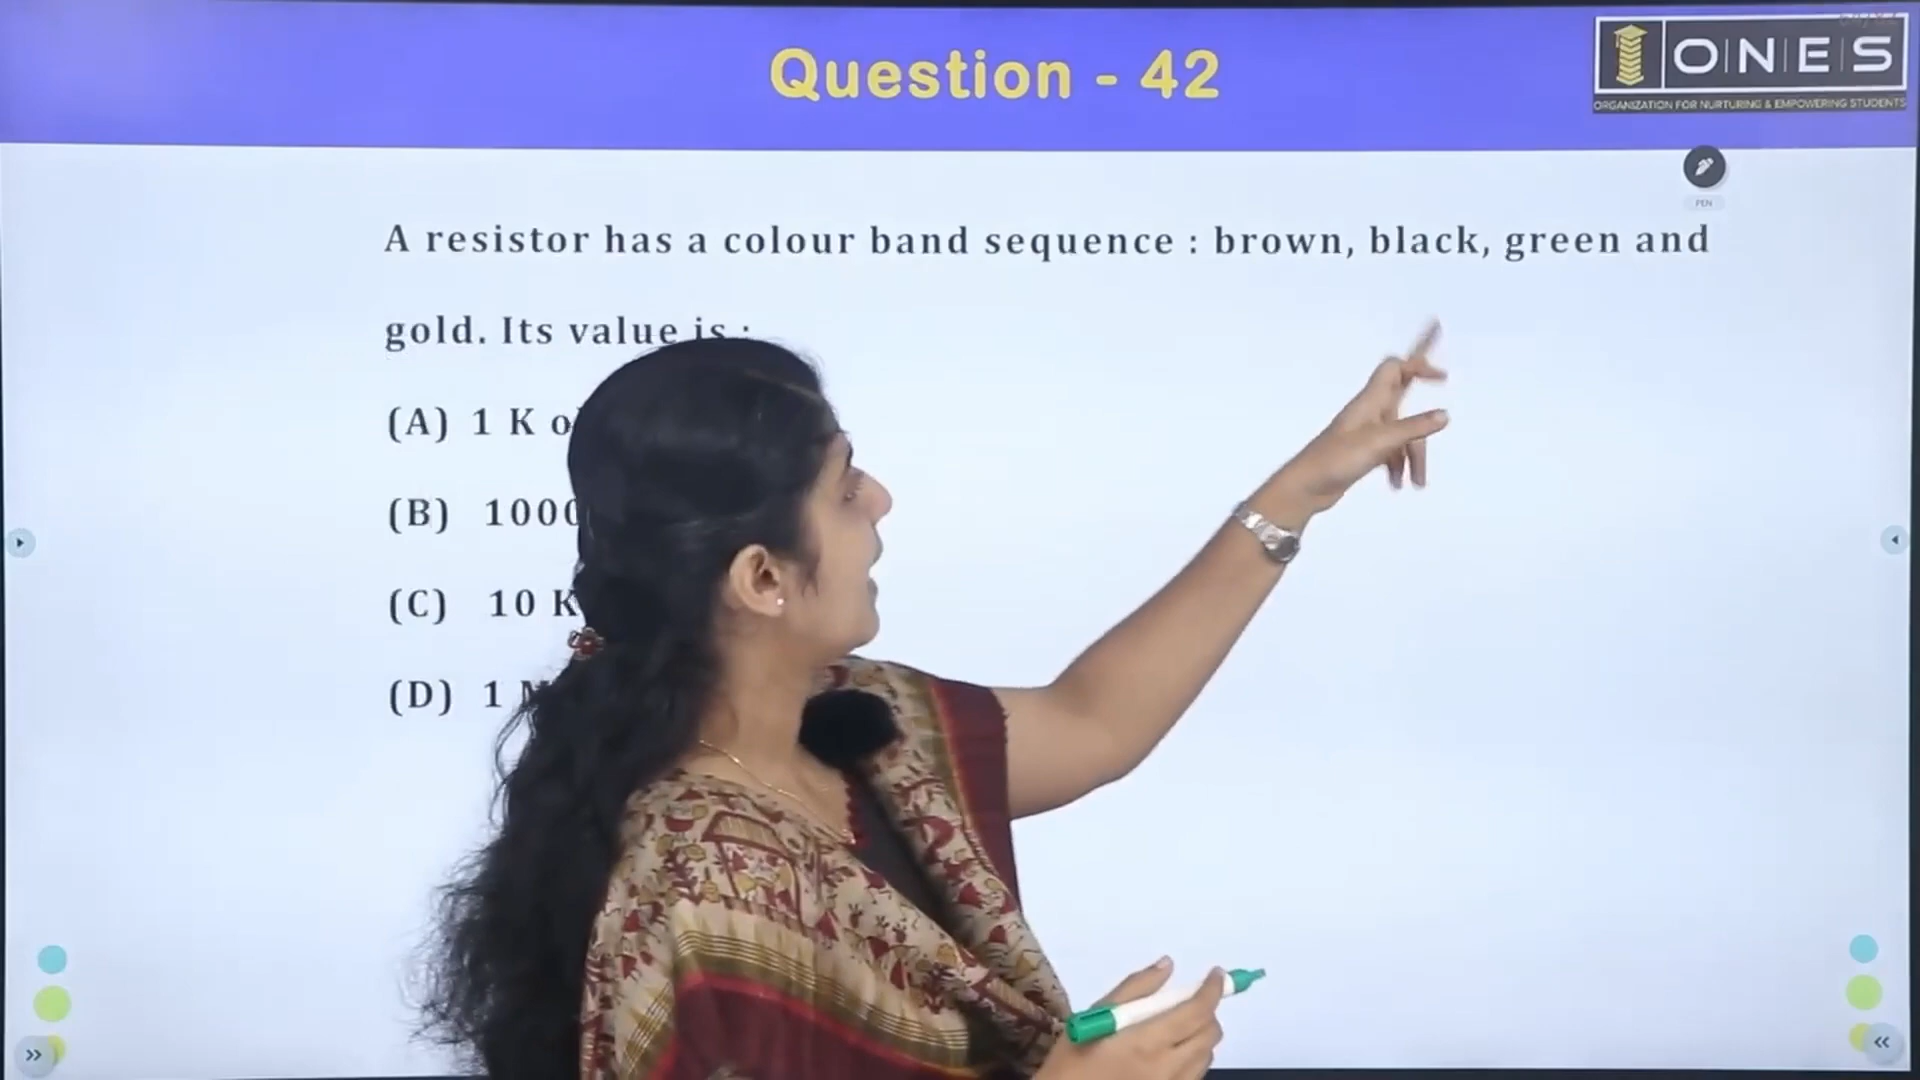 Question - 42
ONES
ORGANIZATION FOR NURTURING & EMPOWERING STUDENTS
PEN
A resistor has a colour band sequence : brown, black, green and
gold. Its value is :
(A) 1 K
(B) 1000
(C) 10 K
(D) 1